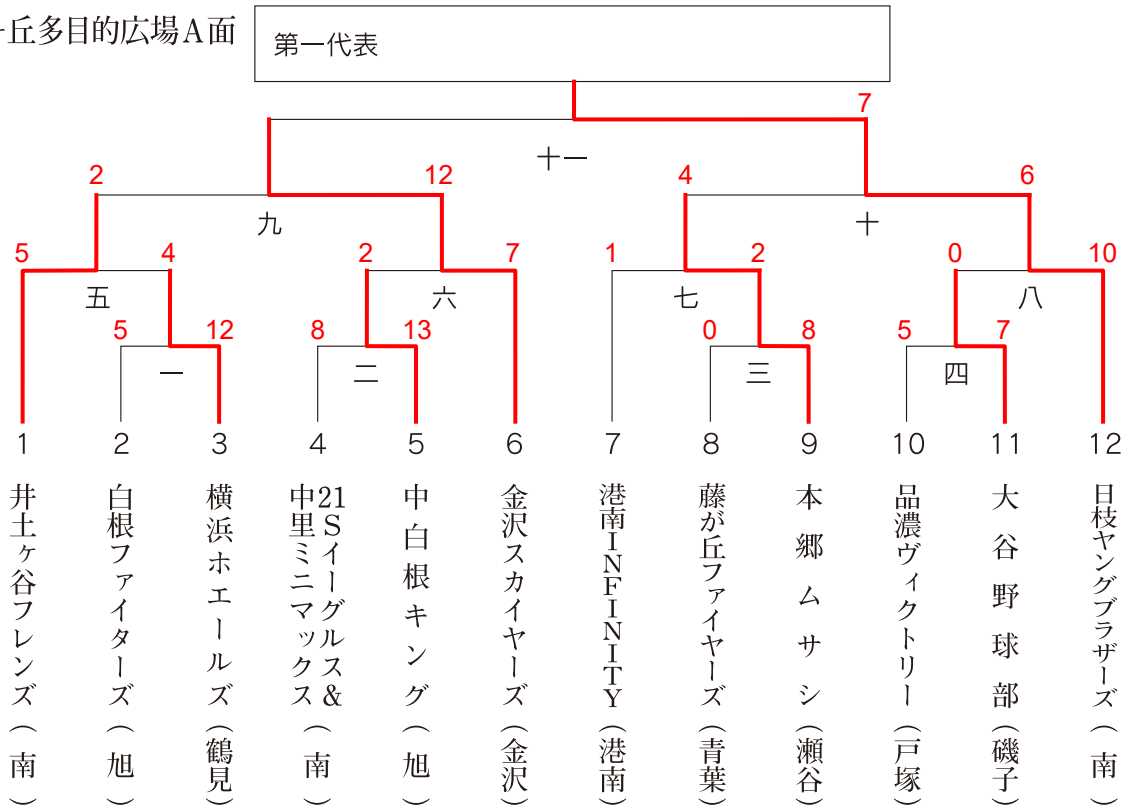 丘多目的広場A面
第一代表
7
十一
2
12
4
6
九
十
5
4
2
7
1
2
0
10
五
六
七
八
5
12
8
13
0
8
5
7
一
二
三
四
1
2
3
4
5
6
7
8
9
10
11
12
井土ヶ谷フレンズ(南)
白根ファイターズ(旭)
横浜ホエールズ(鶴見)
21Sイーグルス&
中里ミニマックス(南)
中白根キング(旭)
金沢スカイヤーズ(金沢)
港南INFINITY(港南)
藤が丘ファイヤーズ(青葉)
本郷ムサシ(瀬谷)
品濃ヴィクトリー(戸塚)
大谷野球部(磯子)
日枝ヤングブラザーズ(南)